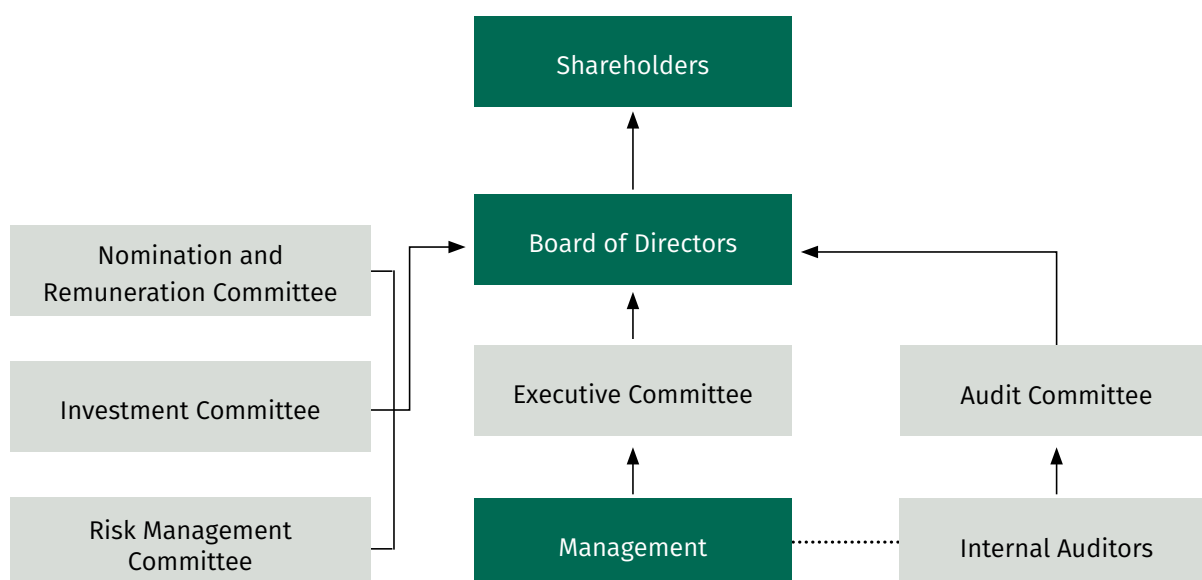 Shareholders
Board of Directors
Nomination and
Remuneration Committee
Investment Committee
Executive Committee
Audit Committee
Risk Management
Committee
Management
Internal Auditors